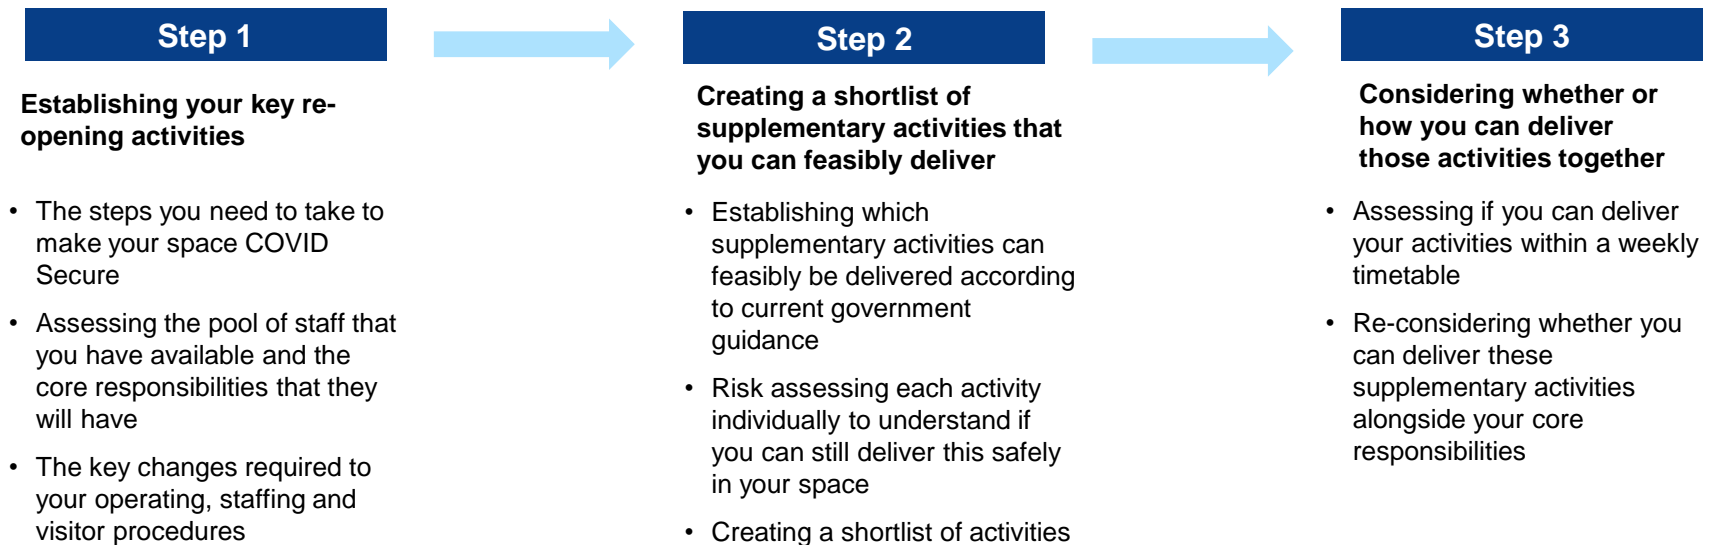 Step 1
Establishing your key re-
opening activities
• The steps you need to take to
make your space COVID
Secure
• Assessing the pool of staff that
you have available and the
core responsibilities that they
will have
• The key changes required to
your operating, staffing and
visitor procedures
Step 2
Creating a shortlist of
supplementary activities that
you can feasibly deliver
• Establishing which
supplementary activities can
feasibly be delivered according
to current government
guidance
• Risk assessing each activity
individually to understand if
you can still deliver this safely
in your space
• Creating a shortlist of activities
Step 3
Considering whether or
how you can deliver
those activities together
• Assessing if you can deliver
your activities within a weekly
timetable
• Re-considering whether you
can deliver these
supplementary activities
alongside your core
responsibilities